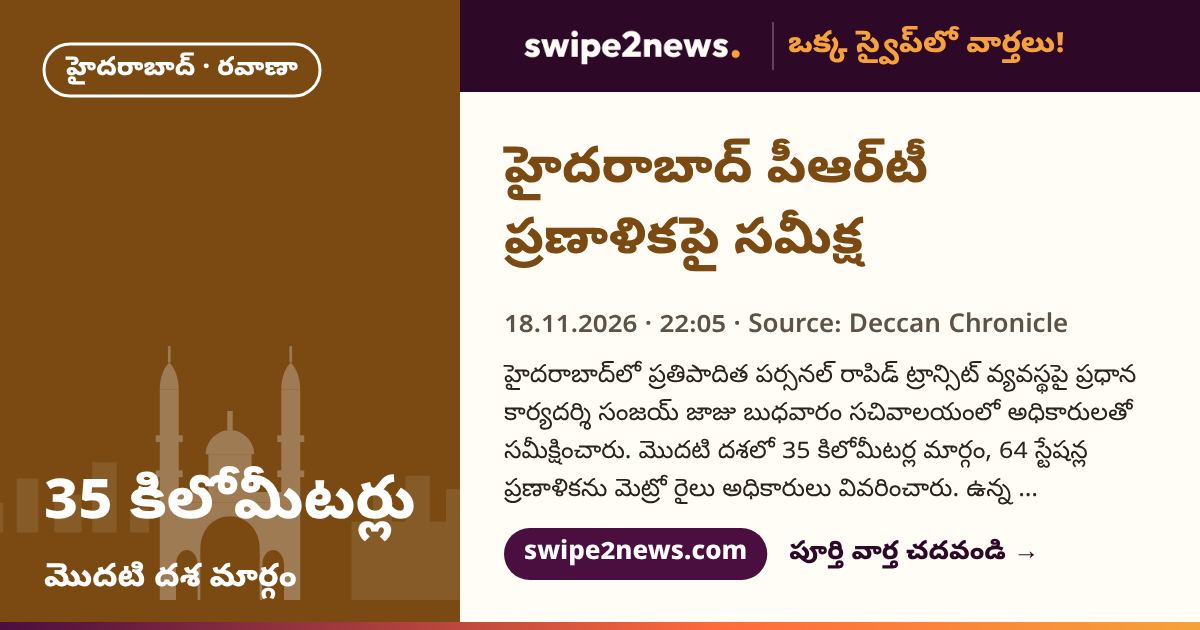 హైదరాబాద్ · రవాణా
35 కిలోమీటర్లు
మొదటి దశ మార్గం
swipe2news.
ఒక్క స్వైప్‌లో వార్తలు!
హైదరాబాద్ పీఆర్‌టీ
ప్రణాళికపై సమీక్ష
18.11.2026 · 22:05 · Source: Deccan Chronicle
హైదరాబాద్‌లో ప్రతిపాదిత పర్సనల్ రాపిడ్ ట్రాన్సిట్ వ్యవస్థపై ప్రధాన
కార్యదర్శి సంజయ్ జాజు బుధవారం సచివాలయంలో అధికారులతో
సమీక్షించారు. మొదటి దశలో 35 కిలోమీటర్ల మార్గం, 64 స్టేషన్ల
ప్రణాళికను మెట్రో రైలు అధికారులు వివరించారు. ఉన్న ...
swipe2news.com
పూర్తి వార్త చదవండి →